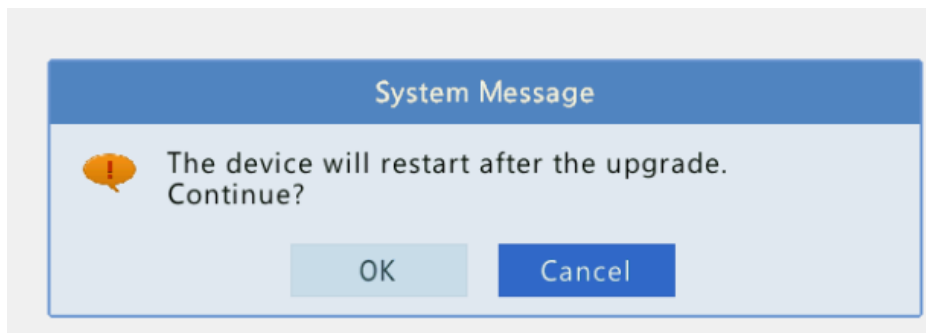 System Message
The device will restart after the upgrade.
Continue?
OK
Cancel